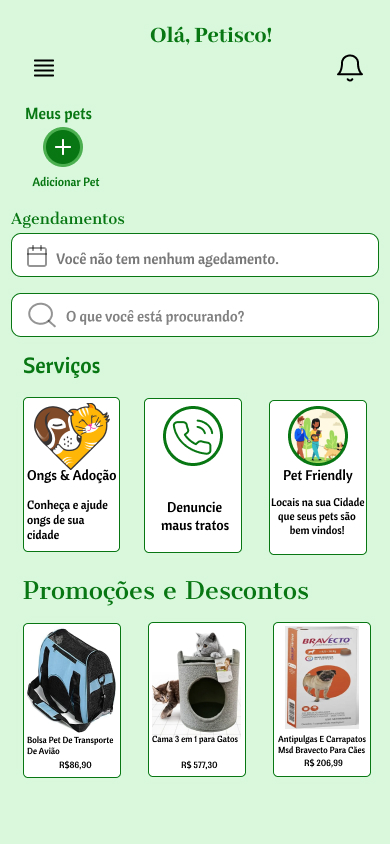 Olá, Petisco!
Meus pets
Adicionar Pet
Agendamentos
Você não tem nenhum agedamento.
O que você está procurando?
Serviços
Ongs & Adoção
Conheça e ajude
ongs de sua
cidade
Denuncie
maus tratos
Pet Friendly
Locais na sua Cidade
que seus pets são
bem vindos!
Promoções e Descontos
Bolsa Pet De Transporte
De Avião
R$86,90
Cama 3 em 1 para Gatos
R$ 577,30
BRAVECTO
Antipulgas E Carrapatos
Msd Bravecto Para Cães
R$ 206,99